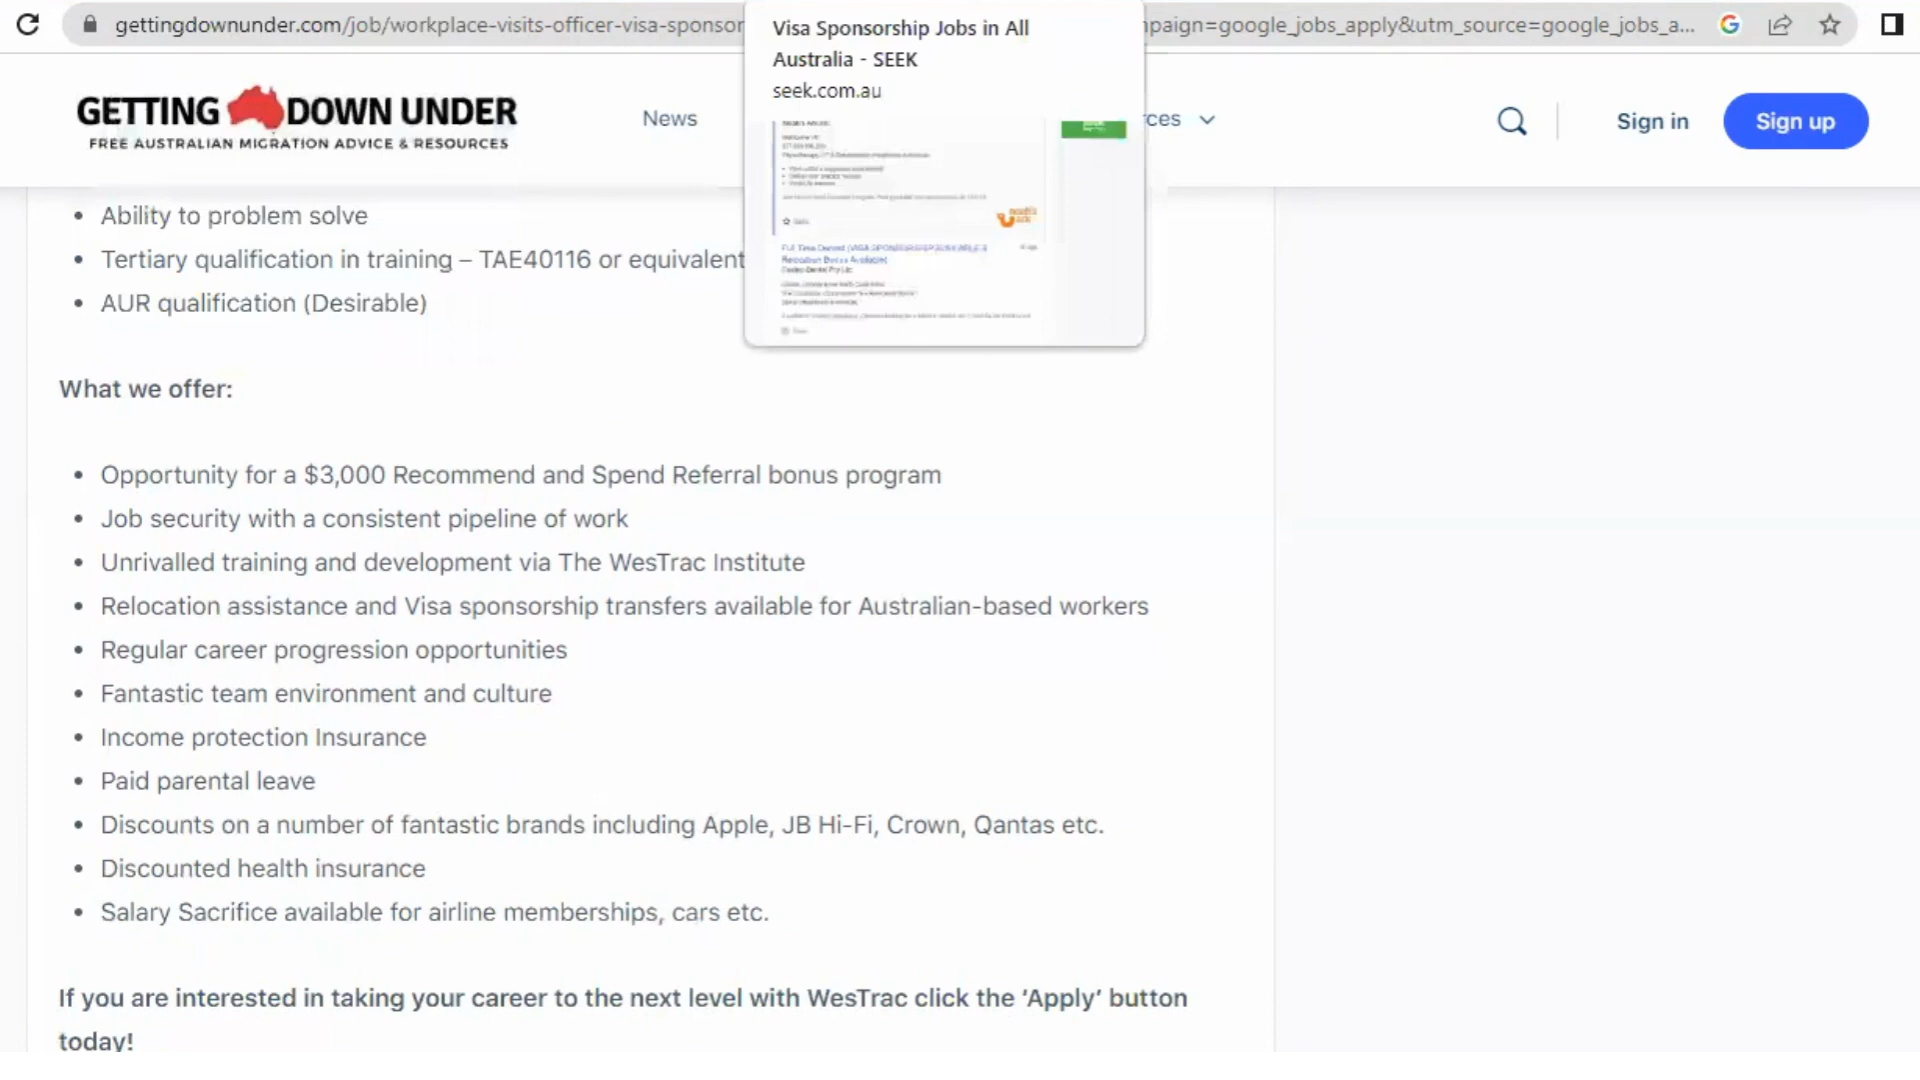 gettingdownunder.com/job/workplace-visits-officer-visa-sponsor
paign=google_jobs_apply&utm_source=google_jobs_a...
Visa Sponsorship Jobs in All
Australia - SEEK
seek.com.au
GETTING DOWN UNDER
FREE AUSTRALIAN MIGRATION ADVICE & RESOURCES
News
rces
Sign in
Sign up
• Ability to problem solve
• Tertiary qualification in training – TAE40116 or equivalent
• AUR qualification (Desirable)
What we offer:
• Opportunity for a $3,000 Recommend and Spend Referral bonus program
• Job security with a consistent pipeline of work
• Unrivalled training and development via The WesTrac Institute
• Relocation assistance and Visa sponsorship transfers available for Australian-based workers
• Regular career progression opportunities
• Fantastic team environment and culture
• Income protection Insurance
• Paid parental leave
• Discounts on a number of fantastic brands including Apple, JB Hi-Fi, Crown, Qantas etc.
• Discounted health insurance
• Salary Sacrifice available for airline memberships, cars etc.
If you are interested in taking your career to the next level with WesTrac click the ‘Apply’ button
today!